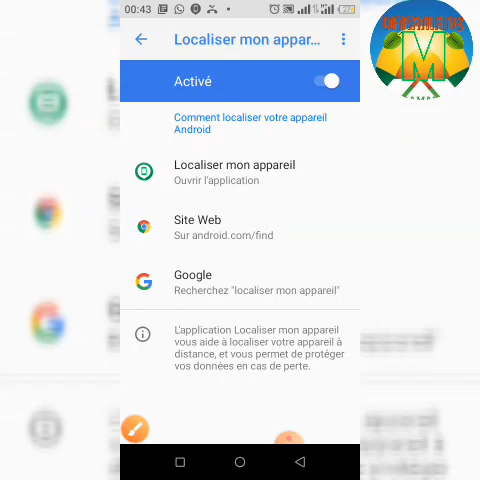 00:43
27%
Localiser mon appar...
Activé
Comment localiser votre appareil
Android
Localiser mon appareil
Ouvrir l'application
Site Web
Sur android.com/find
Google
Recherchez "localiser mon appareil"
L'application Localiser mon appareil
vous aide à localiser votre appareil à
distance, et vous permet de protéger
vos données en cas de perte.
M